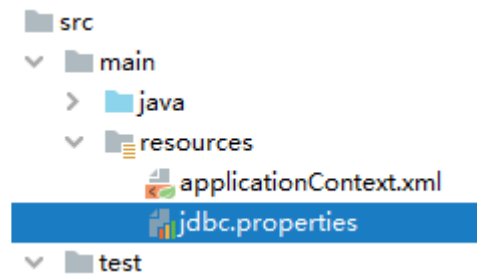 src
main
java
resources
applicationContext.xml
jdbc.properties
test